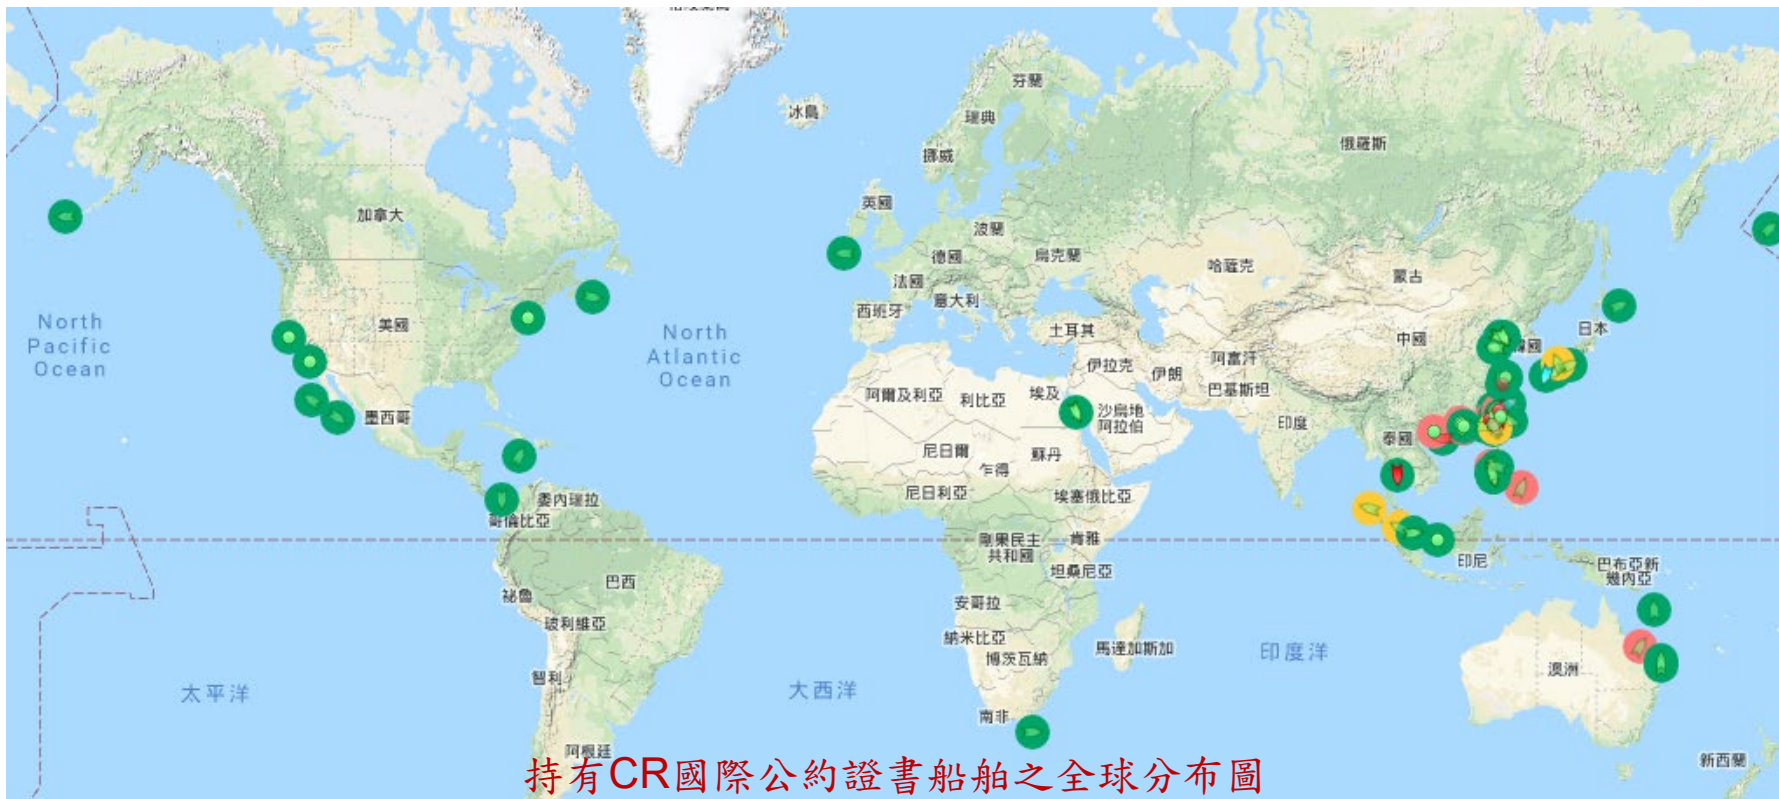 芬蘭
冰島
瑞典
挪威
俄羅斯
加拿大
英國
波蘭
德國
烏克蘭
哈薩克
蒙古
法國
意大利
西班牙
土耳其
美國
North
Pacific
Ocean
North
Atlantic
Ocean
日本
中國
韓國
伊拉克
伊朗
阿富汗
巴基斯坦
阿爾及利亞
利比亞
埃及
沙烏地
阿拉伯
印度
墨西哥
泰國
尼日爾
乍得
蘇丹
尼日利亞
埃塞俄比亞
委內瑞拉
哥倫比亞
剛果民主
共和國
肯雅
坦桑尼亞
印尼
巴布亞新
幾內亞
巴西
秘魯
玻利維亞
安哥拉
納米比亞
博茨瓦納
馬達加斯加
印度洋
澳洲
智利
太平洋
大西洋
南非
阿根廷
新西蘭
持有CR國際公約證書船舶之全球分布圖